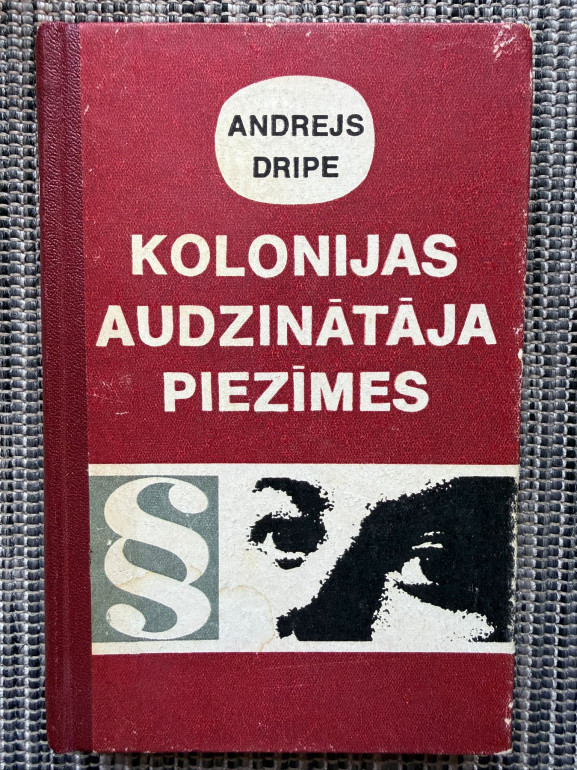 ANDREJS
DRIPE
KOLONIJAS
AUDZINĀTĀJA
PIEZĪMES
§